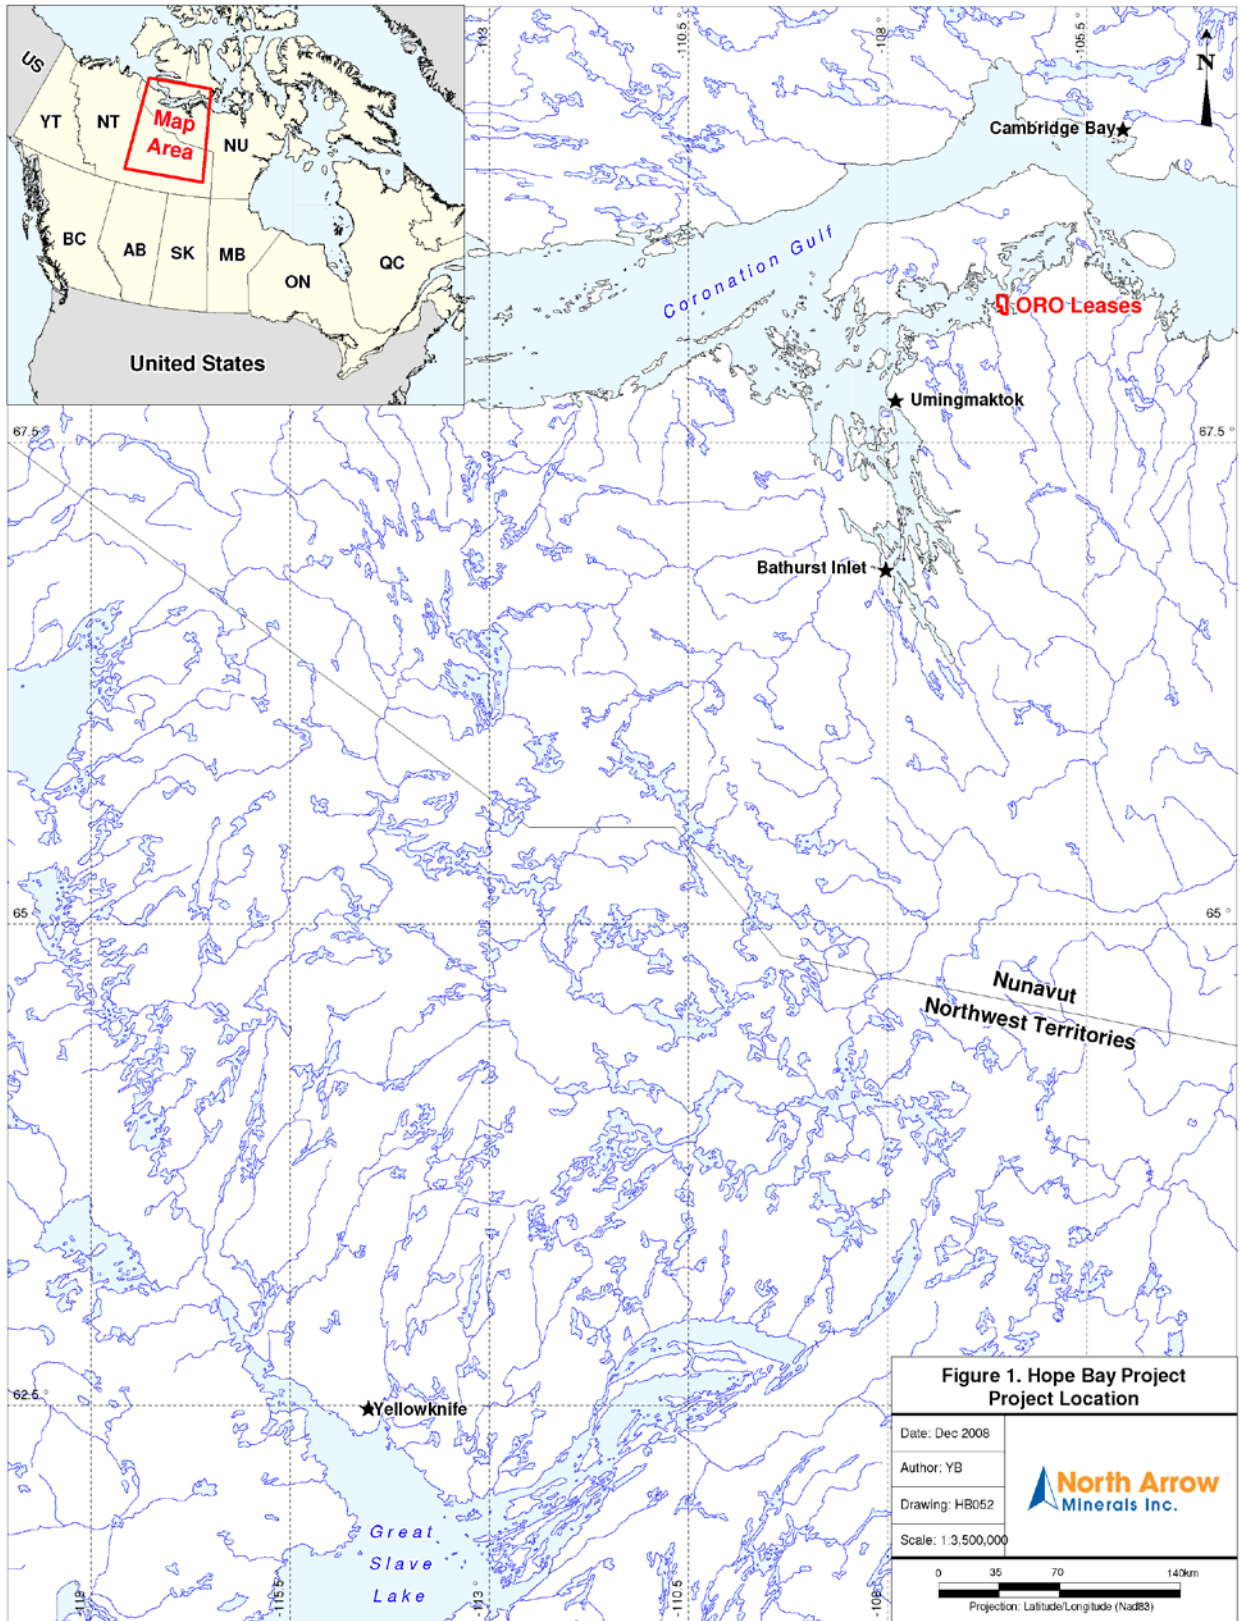 US
YT
NT
Map
Area
NU
BC
AB
SK
MB
ON
QC
United States
-113
-110.5 °
-108 °
-105.5 °
N
Cambridge Bay
Coronation Gulf
ORO Leases
Umingmaktok
67.5 °
67.5 °
Bathurst Inlet
65 °
65 °
Nunavut
Northwest Territories
62.5 °
Yellowknife
Great
Slave
Lake
-118
-115.5 °
-113 °
-110.5 °
-108
Figure 1. Hope Bay Project
Project Location
Date: Dec 2008
Author: YB
Drawing: HB052
Scale: 1:3,500,000
North Arrow
Minerals Inc.
0 35 70 140km
Projection: Latitude/Longitude (Nad83)